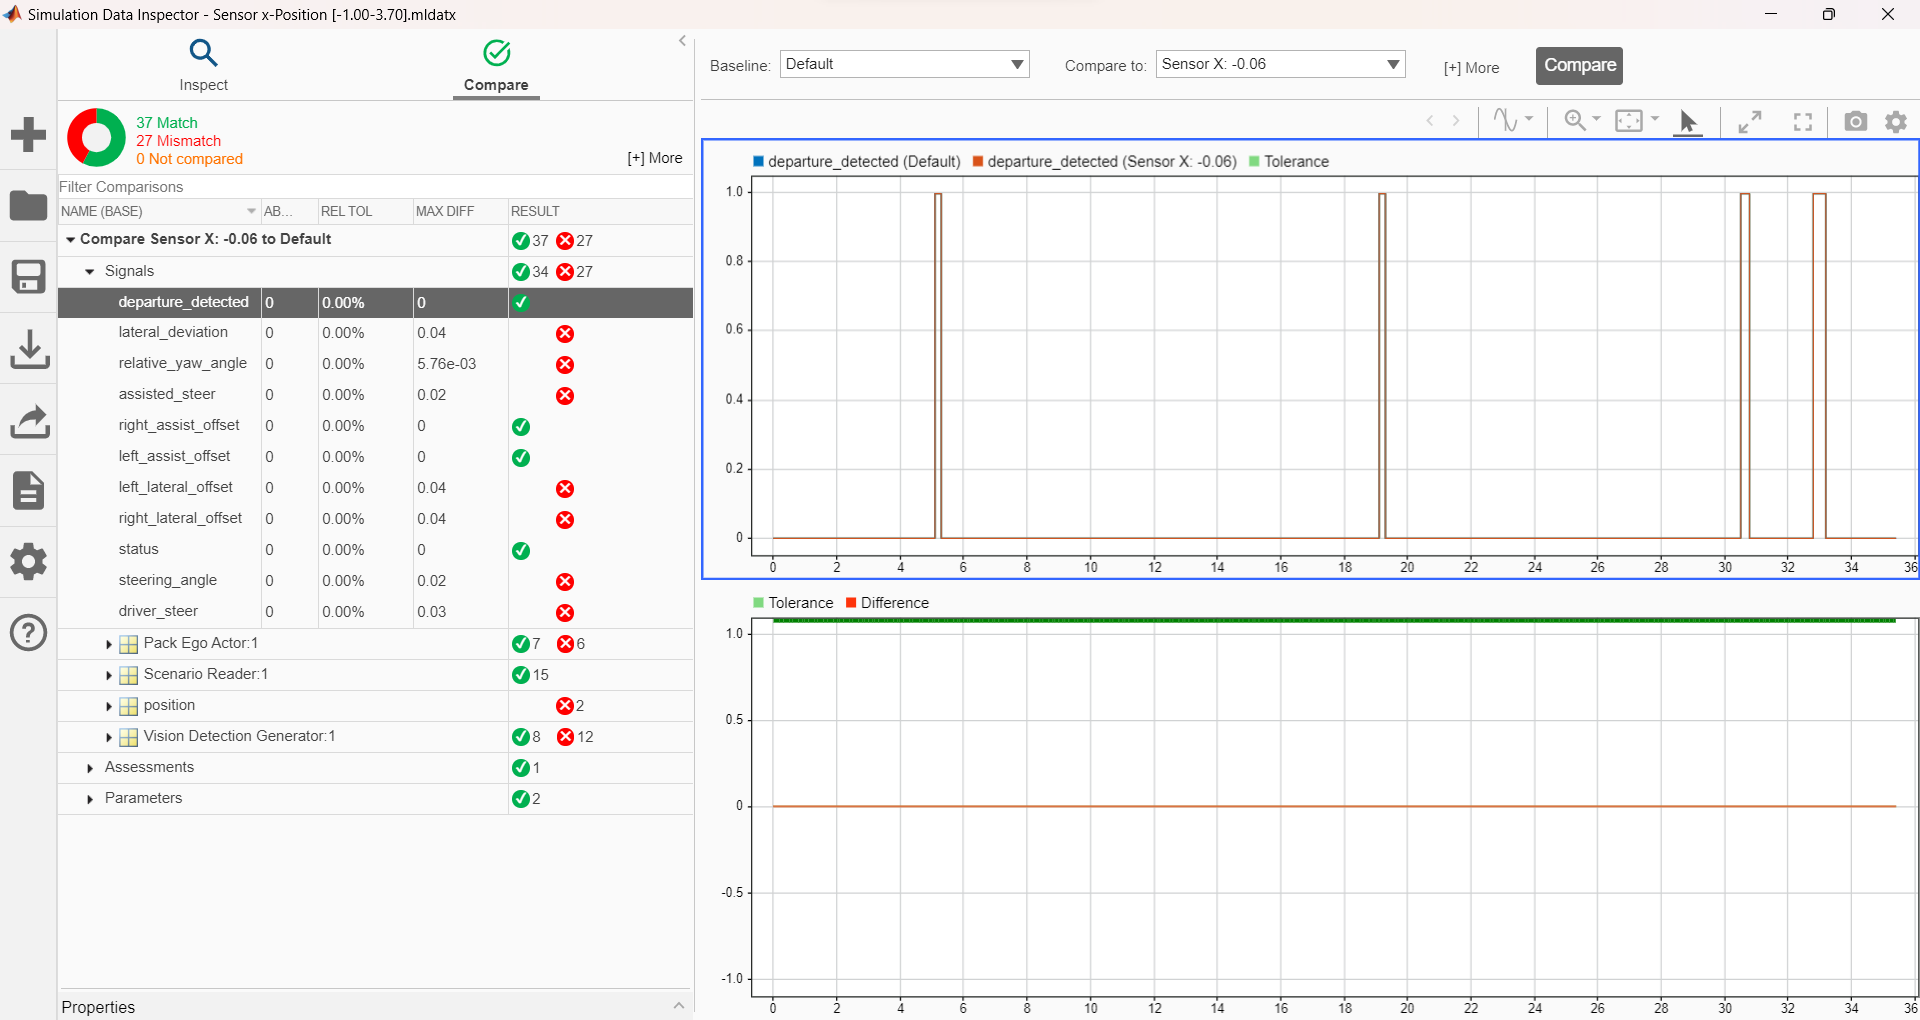 Simulation Data Inspector - Sensor x-Position [-1.00-3.70].mldatx
Inspect
Compare
37 Match
27 Mismatch
0 Not compared
[+] More
Filter Comparisons
NAME (BASE) AB... REL TOL MAX DIFF RESULT
Compare Sensor X: -0.06 to Default 37 27
Signals 34 27
departure_detected 0 0.00% 0
lateral_deviation 0 0.00% 0.04
relative_yaw_angle 0 0.00% 5.76e-03
assisted_steer 0 0.00% 0.02
right_assist_offset 0 0.00% 0
left_assist_offset 0 0.00% 0
left_lateral_offset 0 0.00% 0.04
right_lateral_offset 0 0.00% 0.04
status 0 0.00% 0
steering_angle 0 0.00% 0.02
driver_steer 0 0.00% 0.03
Pack Ego Actor:1 7 6
Scenario Reader:1 15
position 2
Vision Detection Generator:1 8 12
Assessments 1
Parameters 2
Properties
Baseline: Default Compare to: Sensor X: -0.06 [+] More Compare
departure_detected (Default) departure_detected (Sensor X: -0.06) Tolerance
1.0
0.8
0.6
0.4
0.2
0
0 2 4 6 8 10 12 14 16 18 20 22 24 26 28 30 32 34 36
Tolerance Difference
1.0
0.5
0
-0.5
-1.0
0 2 4 6 8 10 12 14 16 18 20 22 24 26 28 30 32 34 36